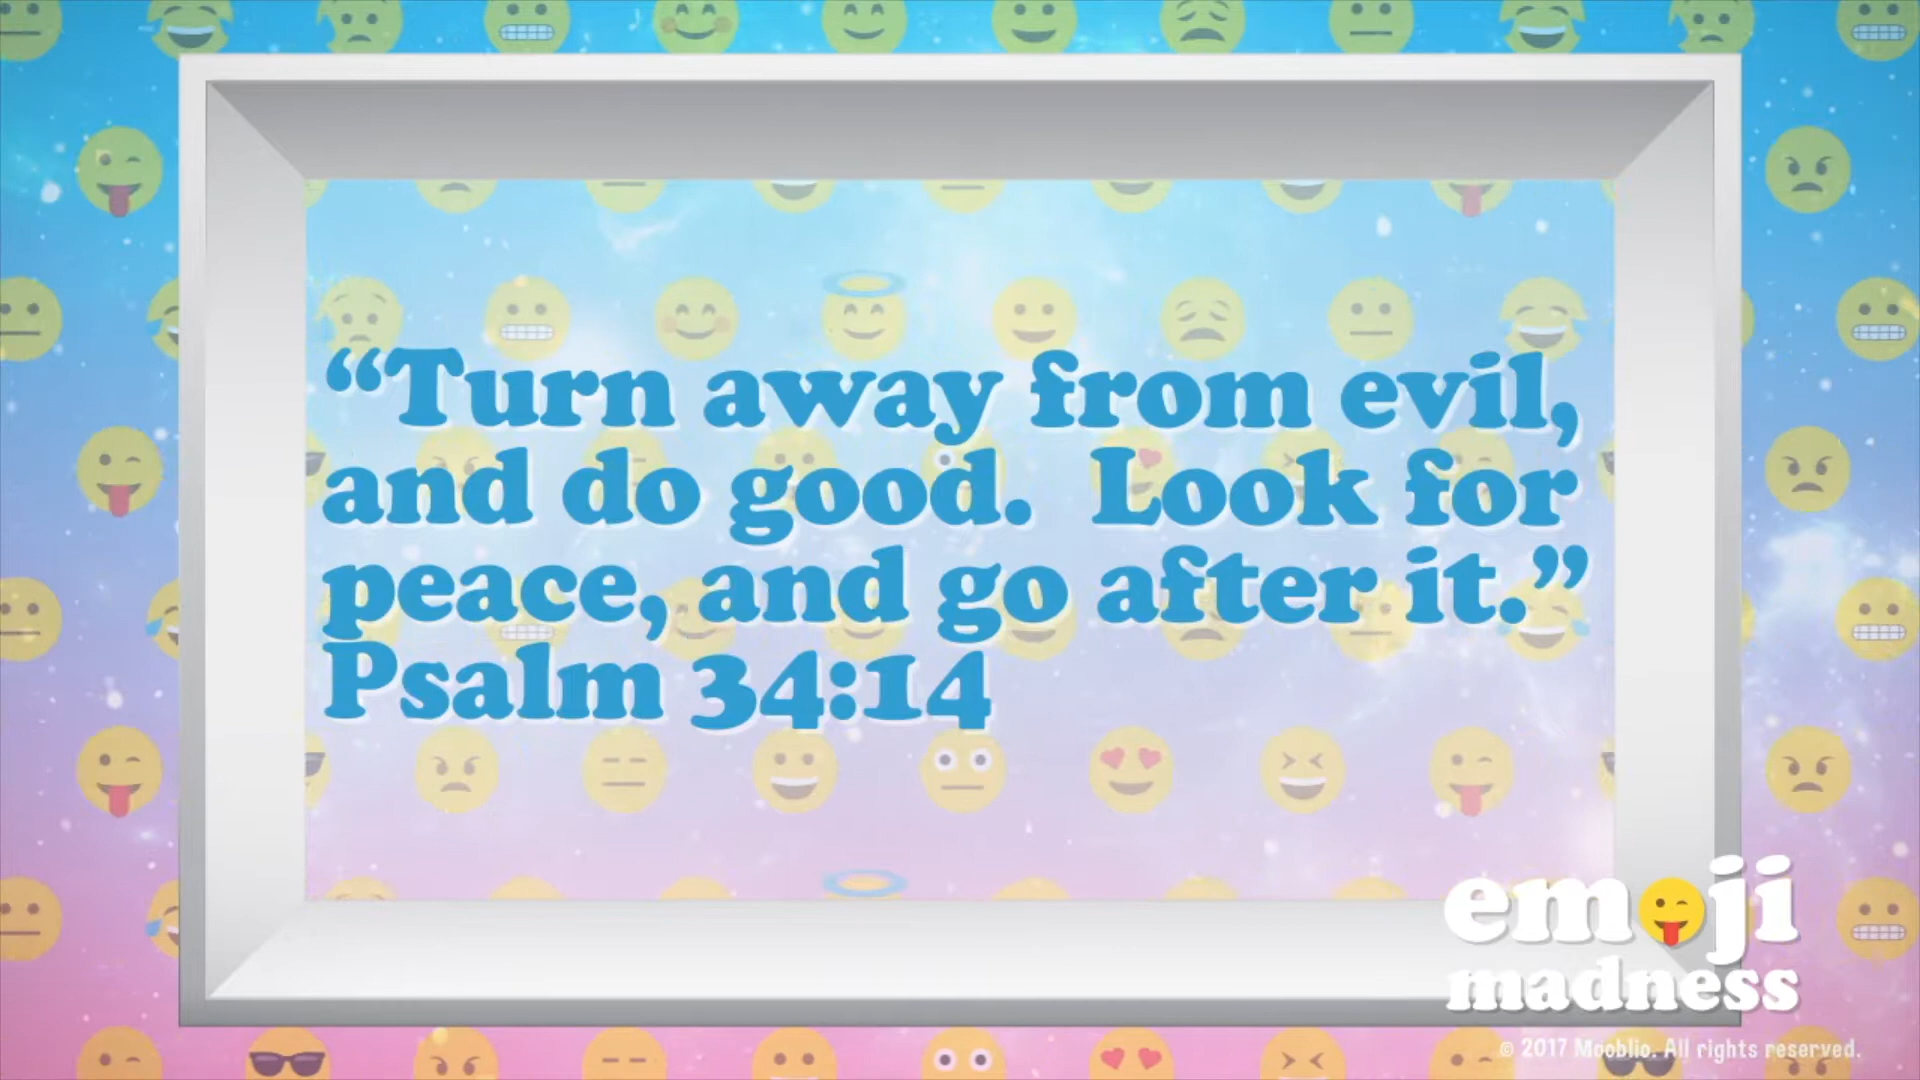 “Turn away from evil,
and do good.  Look for
peace, and go after it.”
Psalm 34:14
emoji
madness
© 2017 Mooblio. All rights reserved.